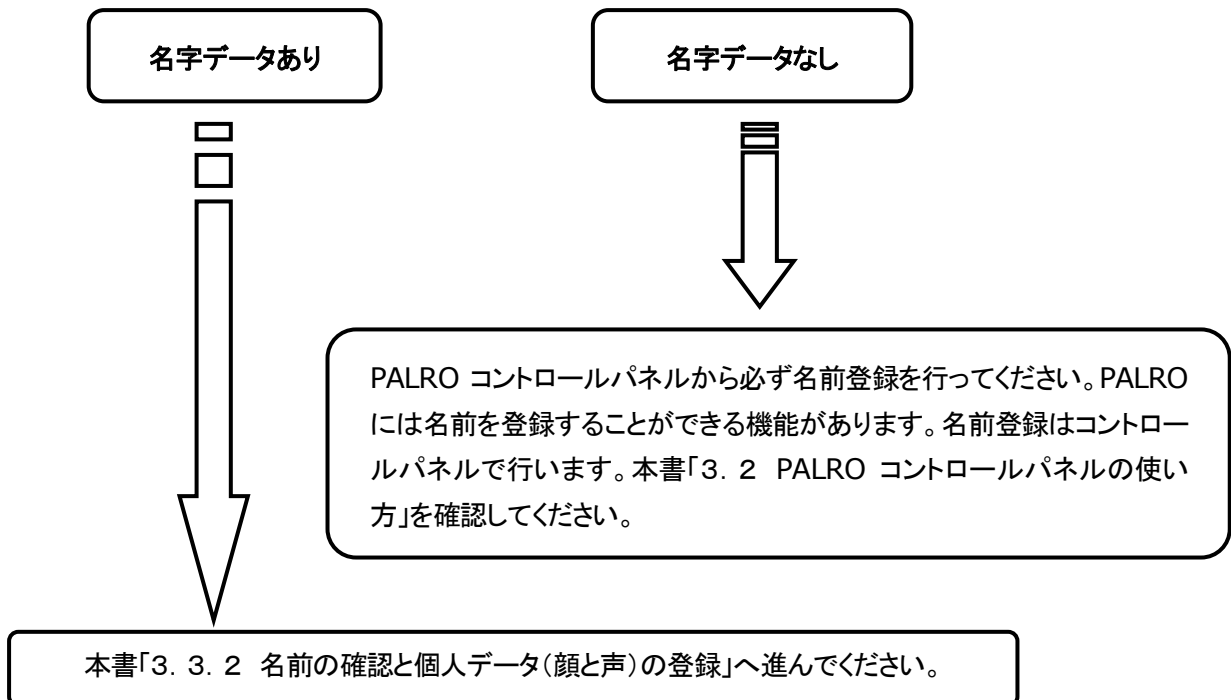 名字データあり
名字データなし
PALRO コントロールパネルから必ず名前登録を行ってください。PALRO
には名前を登録することができる機能があります。名前登録はコントロー
ルパネルで行います。本書「3．2　PALRO コントロールパネルの使い
方」を確認してください。
本書「3．3．2　名前の確認と個人データ（顔と声）の登録」へ進んでください。